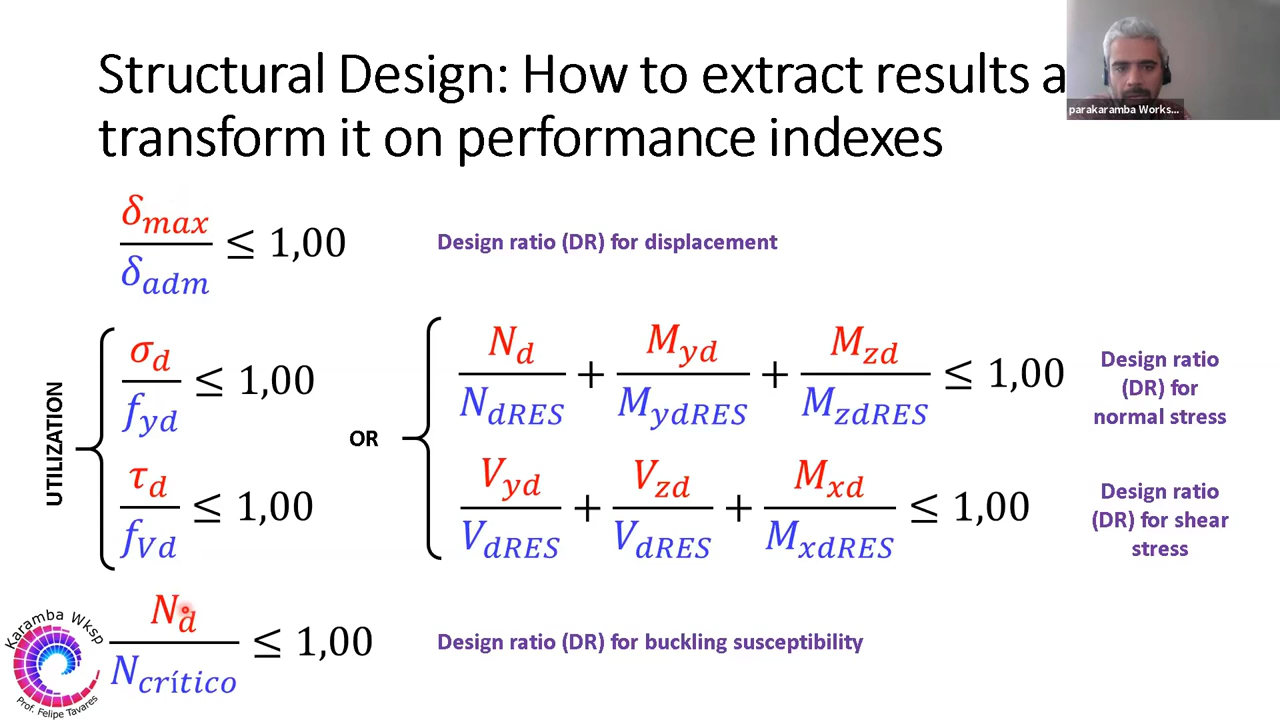 Structural Design: How to extract results a
transform it on performance indexes
parakaramba Works...
δmax / δadm ≤ 1,00
Design ratio (DR) for displacement
UTILIZATION
σd / fyd ≤ 1,00
τd / fVd ≤ 1,00
OR
Nd / NdRES + Myd / MydRES + Mzd / MzdRES ≤ 1,00
Design ratio
(DR) for
normal stress
Vyd / VdRES + Vzd / VdRES + Mxd / MxdRES ≤ 1,00
Design ratio
(DR) for shear
stress
Nd / Ncrítico ≤ 1,00
Design ratio (DR) for buckling susceptibility
Karamba Wksp
Prof. Felipe Tavares